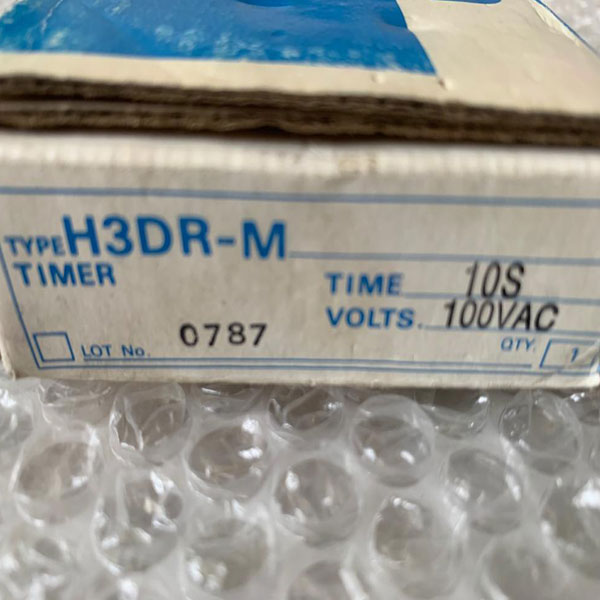 TYPE H3DR-M
TIMER
TIME 10S
VOLTS. 100VAC
LOT No. 0787
QTY. 1